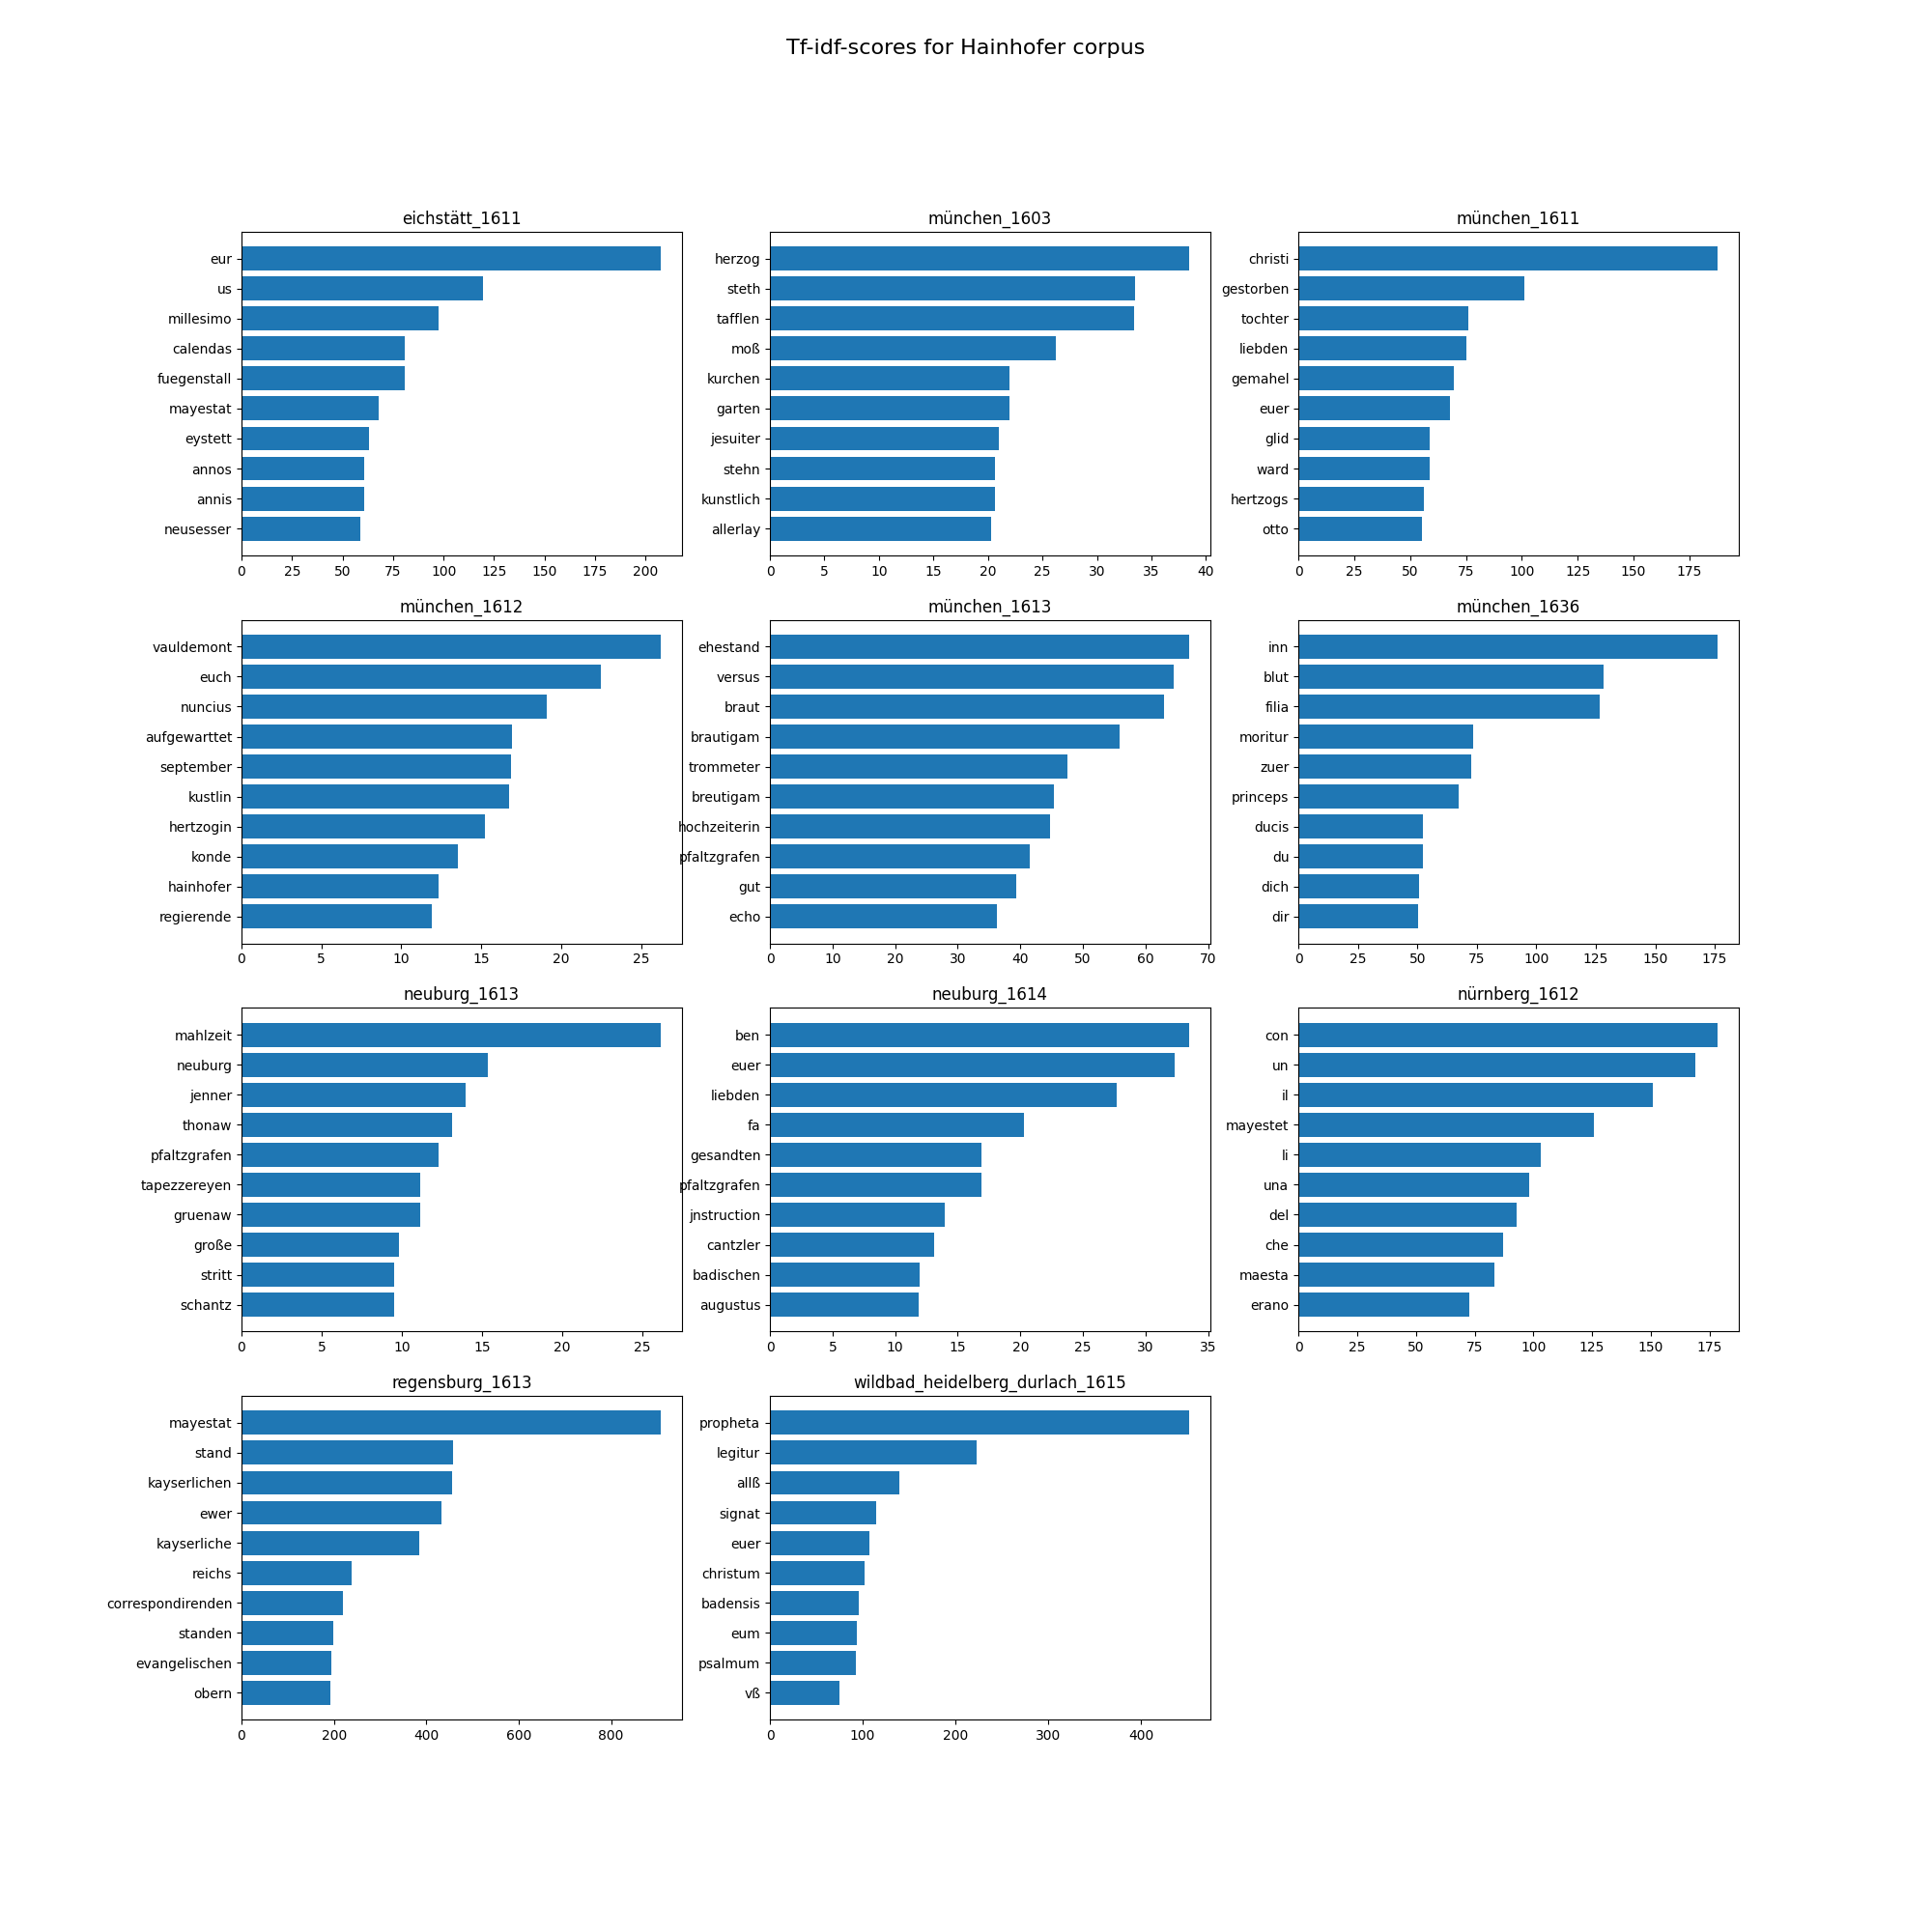 Tf-idf-scores for Hainhofer corpus
eichstätt_1611
eur
us
millesimo
calendas
fuegenstall
mayestat
eystett
annos
annis
neusesser
0 25 50 75 100 125 150 175 200
münchen_1603
herzog
steth
tafflen
moß
kurchen
garten
jesuiter
stehn
kunstlich
allerlay
0 5 10 15 20 25 30 35 40
münchen_1611
christi
gestorben
tochter
liebden
gemahel
euer
glid
ward
hertzogs
otto
0 25 50 75 100 125 150 175
münchen_1612
vauldemont
euch
nuncius
aufgewarttet
september
kustlin
hertzogin
konde
hainhofer
regierende
0 5 10 15 20 25
münchen_1613
ehestand
versus
braut
brautigam
trommeter
breutigam
hochzeiterin
pfaltzgrafen
gut
echo
0 10 20 30 40 50 60 70
münchen_1636
inn
blut
filia
moritur
zuer
princeps
ducis
du
dich
dir
0 25 50 75 100 125 150 175
neuburg_1613
mahlzeit
neuburg
jenner
thonaw
pfaltzgrafen
tapezzereyen
gruenaw
große
stritt
schantz
0 5 10 15 20 25
neuburg_1614
ben
euer
liebden
fa
gesandten
pfaltzgrafen
jnstruction
cantzler
badischen
augustus
0 5 10 15 20 25 30 35
nürnberg_1612
con
un
il
mayestet
li
una
del
che
maesta
erano
0 25 50 75 100 125 150 175
regensburg_1613
mayestat
stand
kayserlichen
ewer
kayserliche
reichs
correspondirenden
standen
evangelischen
obern
0 200 400 600 800
wildbad_heidelberg_durlach_1615
propheta
legitur
allß
signat
euer
christum
badensis
eum
psalmum
vß
0 100 200 300 400